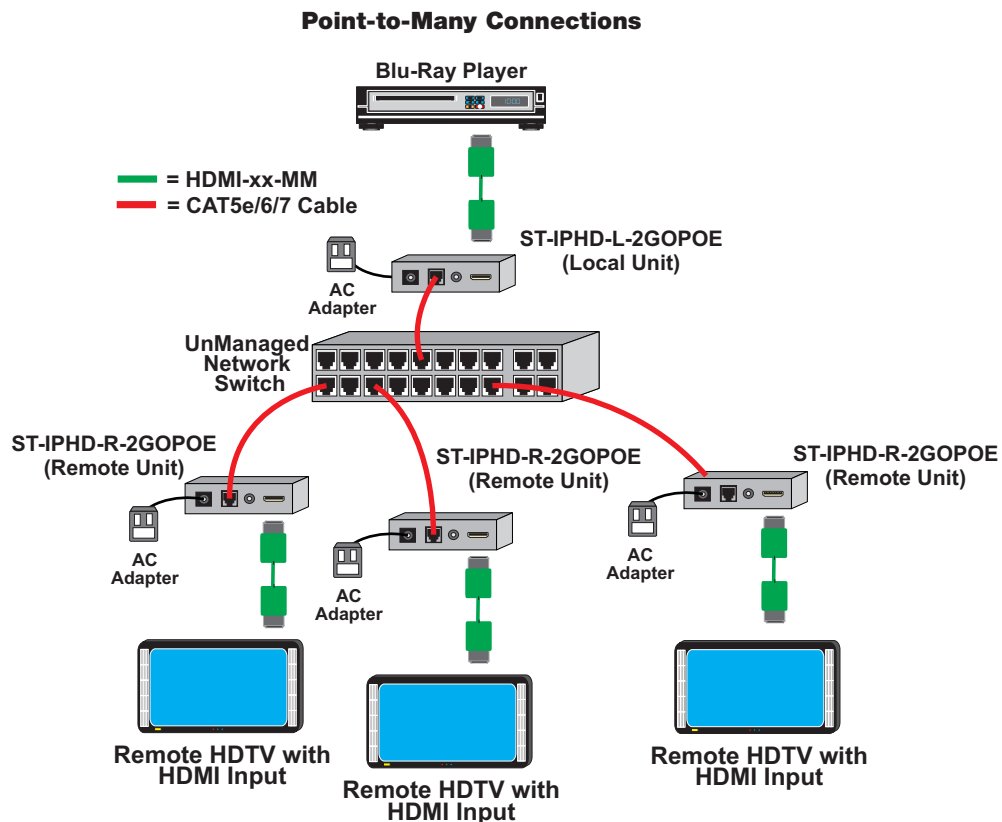 Point-to-Many Connections
Blu-Ray Player
1000
= HDMI-xx-MM
= CAT5e/6/7 Cable
ST-IPHD-L-2GOPOE
(Local Unit)
AC
Adapter
UnManaged
Network
Switch
ST-IPHD-R-2GOPOE
(Remote Unit)
AC
Adapter
Remote HDTV with
HDMI Input
ST-IPHD-R-2GOPOE
(Remote Unit)
AC
Adapter
Remote HDTV with
HDMI Input
ST-IPHD-R-2GOPOE
(Remote Unit)
AC
Adapter
Remote HDTV with
HDMI Input